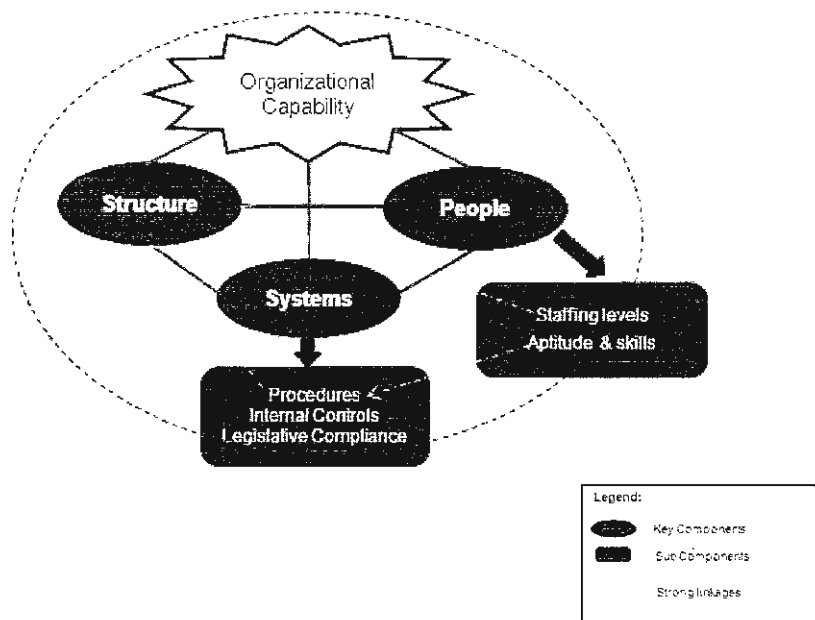 Organizational
Capability
Structure
People
Systems
Staffing levels
Aptitude & skills
Procedures
Internal Controls
Legislative Compliance
Legend:
Key Components
Sub Components
Strong linkages